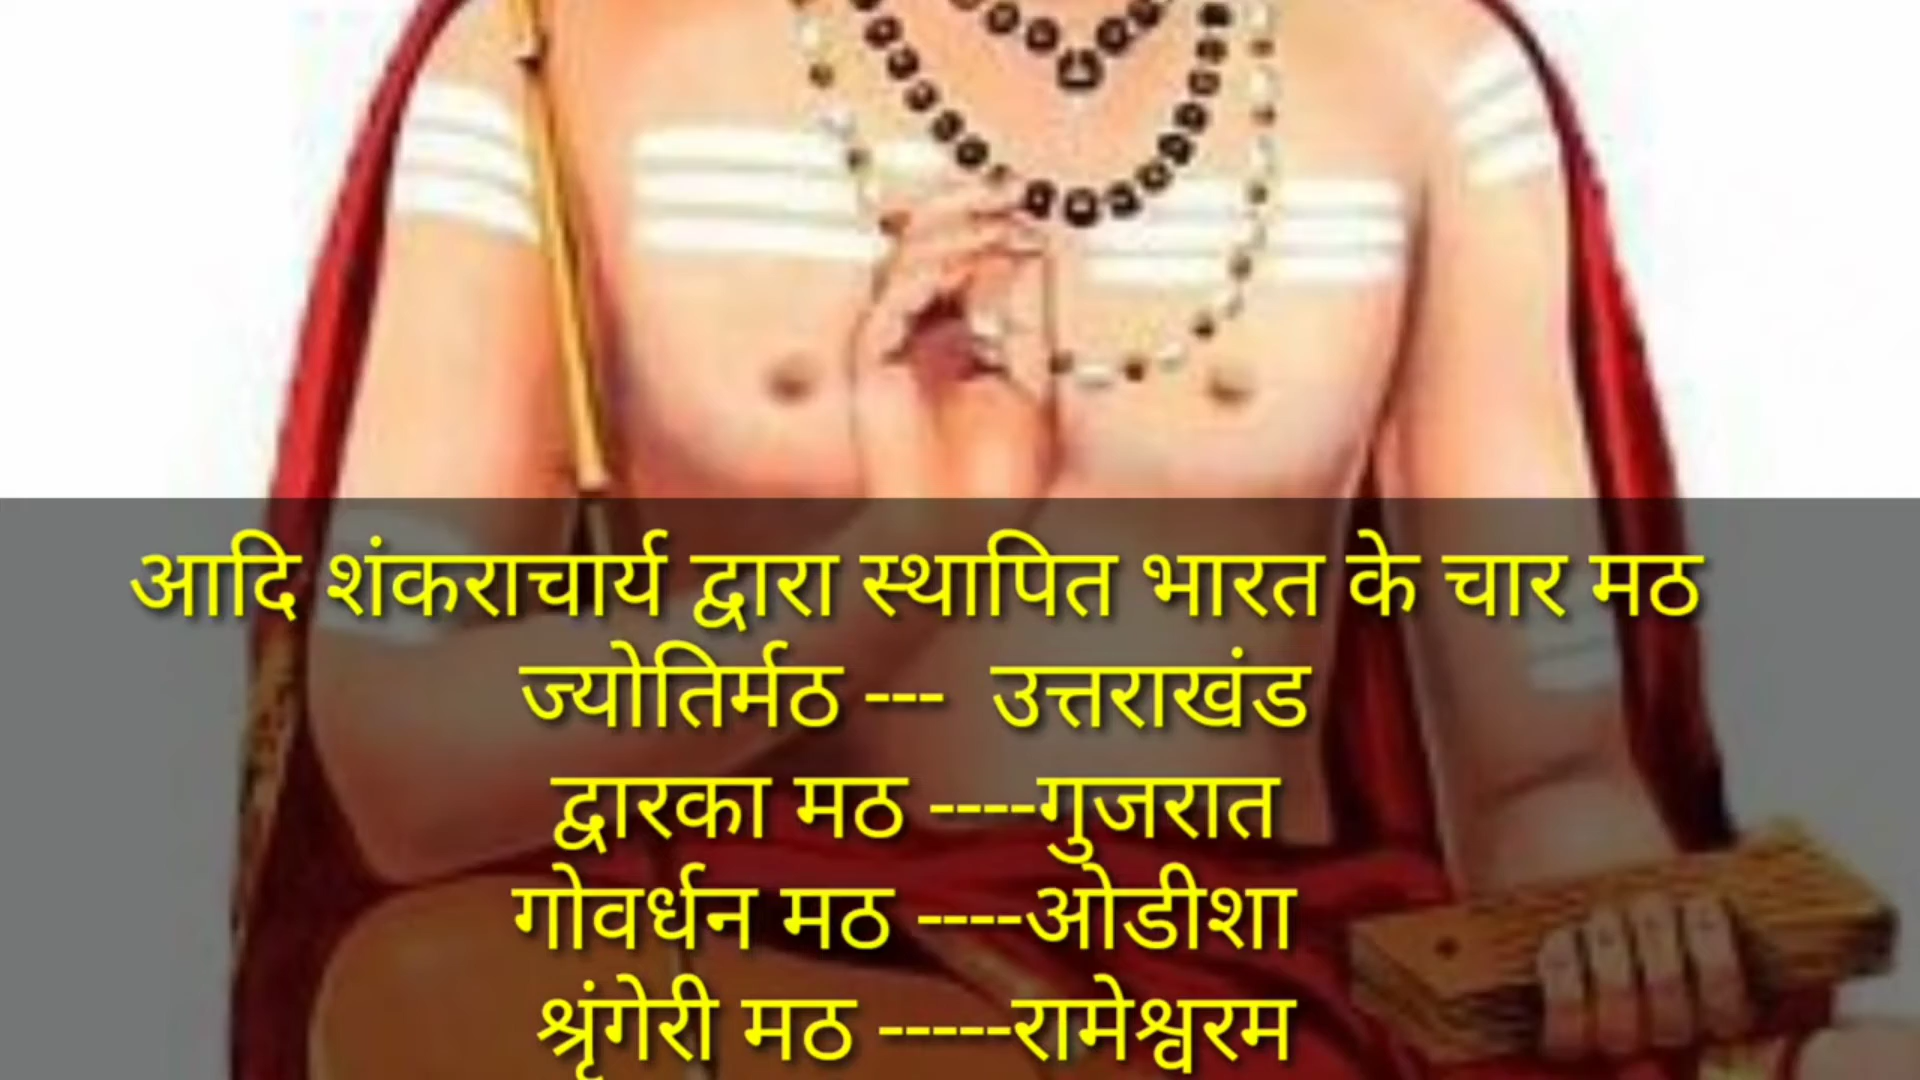 आदि शंकराचार्य द्वारा स्थापित भारत के चार मठ
ज्योतिर्मठ --- उत्तराखंड
द्वारका मठ ----गुजरात
गोवर्धन मठ ----ओडीशा
श्रृंगेरी मठ -----रामेश्वरम